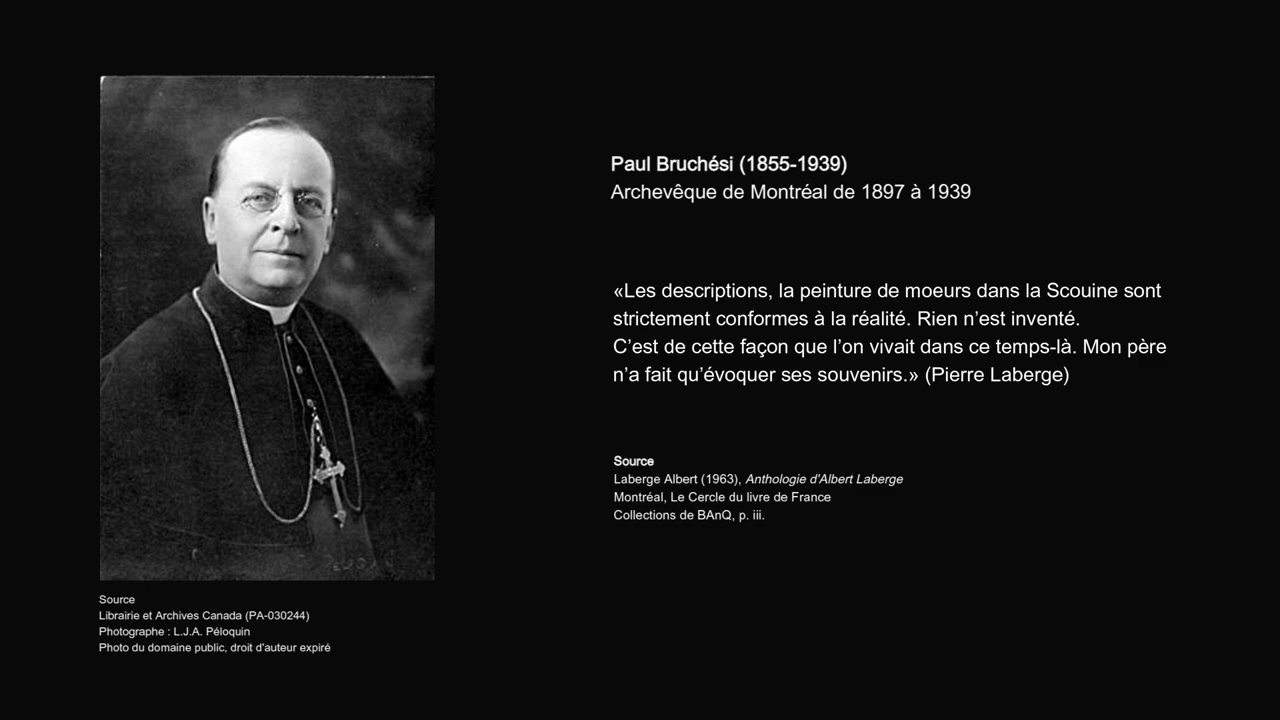 Paul Bruchési (1855-1939)
Archevêque de Montréal de 1897 à 1939
«Les descriptions, la peinture de moeurs dans la Scouine sont
strictement conformes à la réalité. Rien n’est inventé.
C’est de cette façon que l’on vivait dans ce temps-là. Mon père
n’a fait qu’évoquer ses souvenirs.» (Pierre Laberge)
Source
Laberge Albert (1963), Anthologie d'Albert Laberge
Montréal, Le Cercle du livre de France
Collections de BAnQ, p. iii.
Source
Librairie et Archives Canada (PA-030244)
Photographe : L.J.A. Péloquin
Photo du domaine public, droit d'auteur expiré